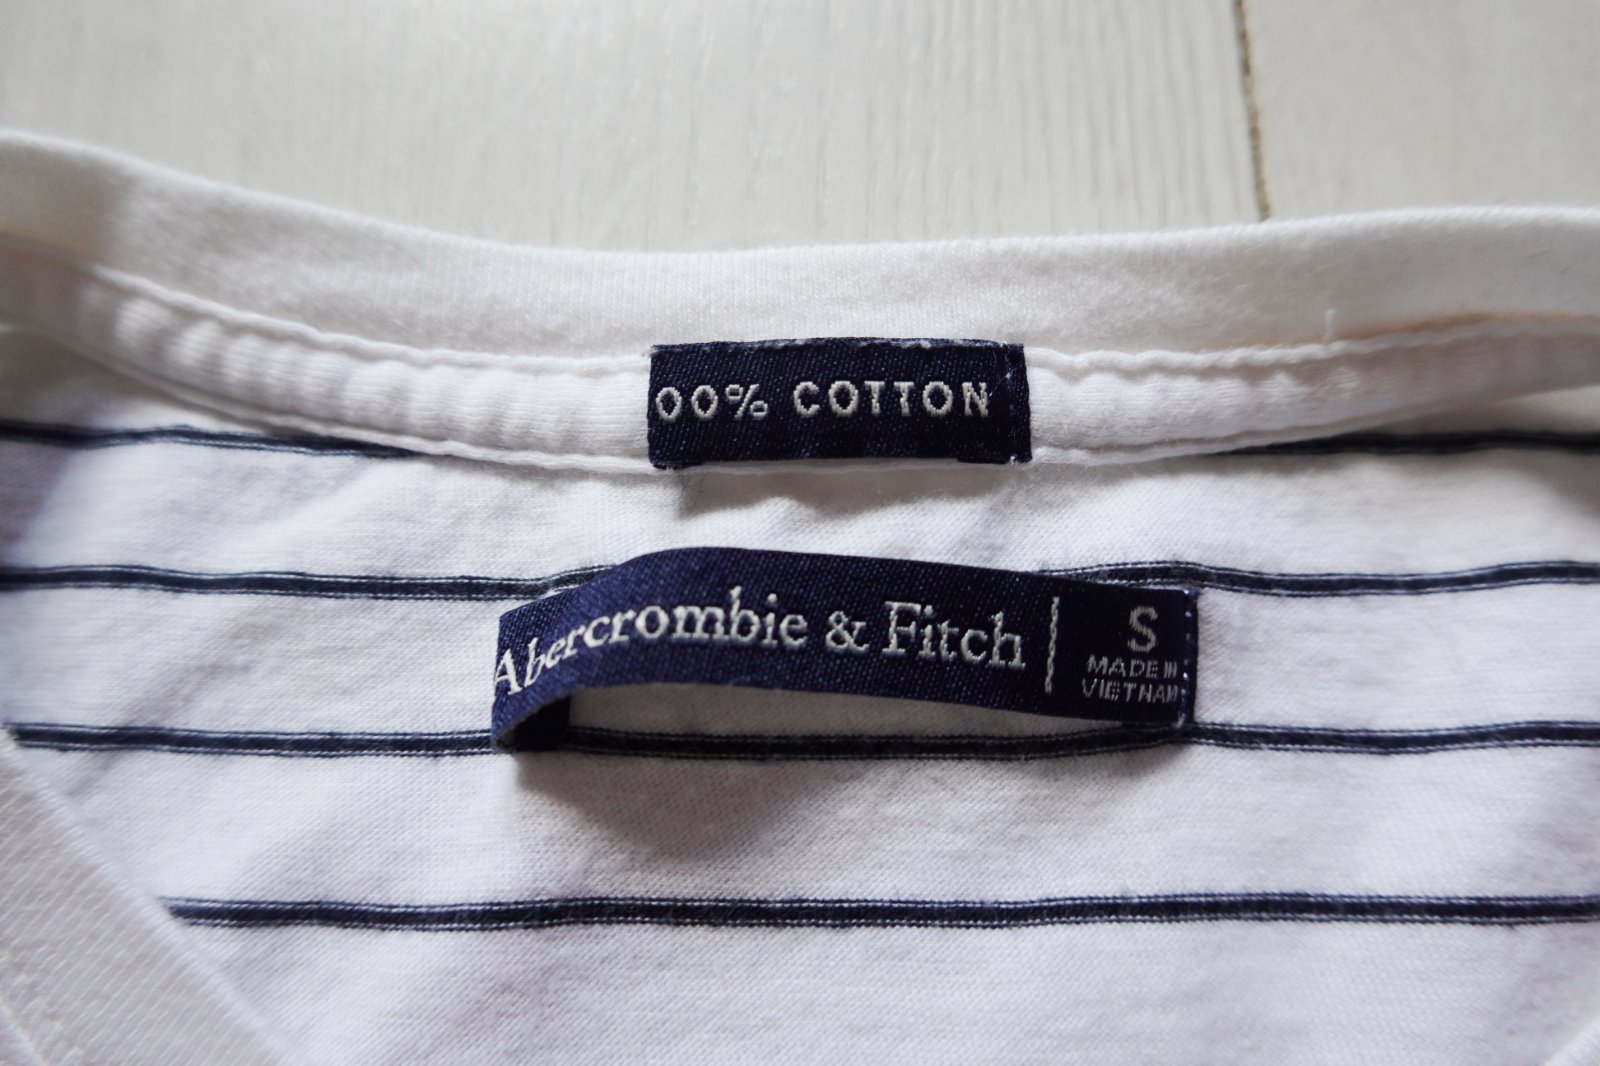 00% COTTON
Abercrombie & Fitch
S
MADE IN
VIETNAM